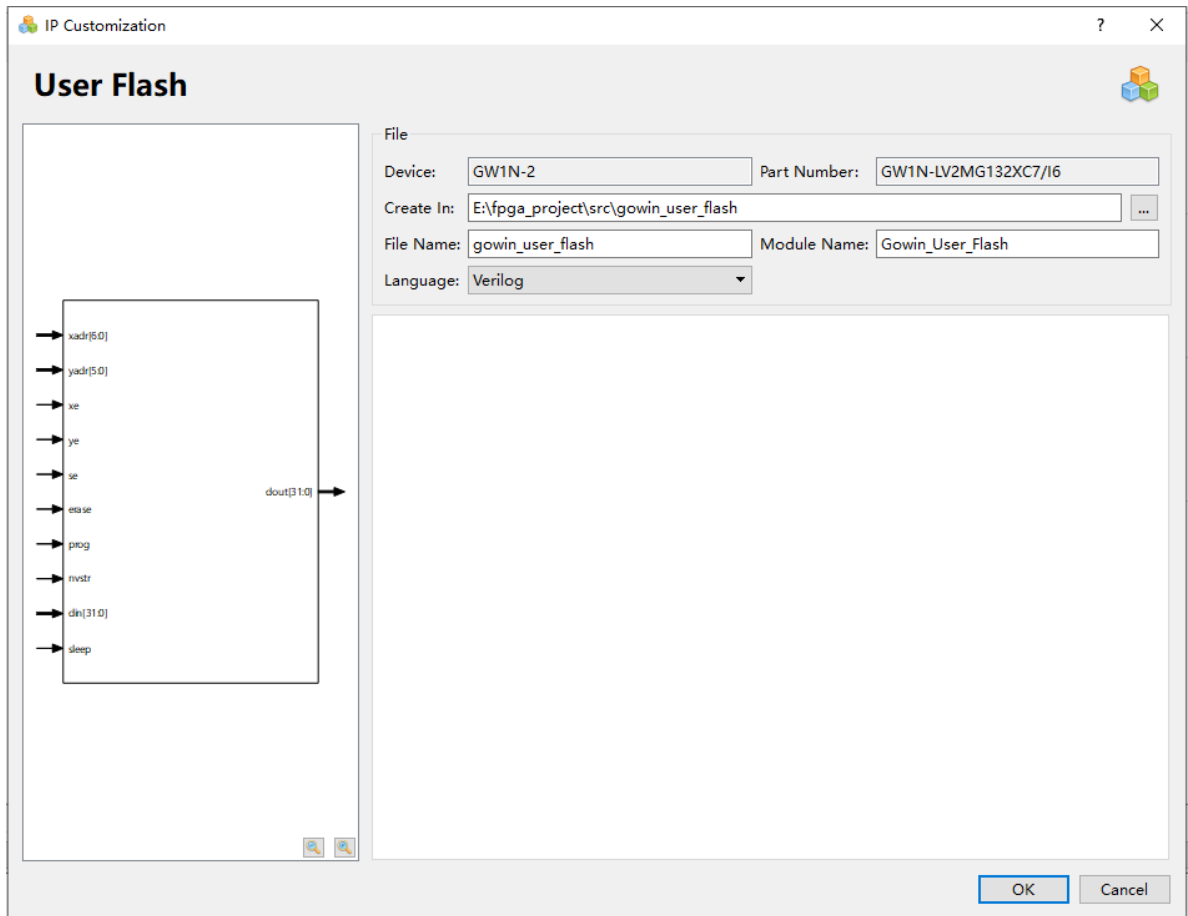 IP Customization
?
User Flash
File
Device: GW1N-2 Part Number: GW1N-LV2MG132XC7/I6
Create In: E:\fpga_project\src\gowin_user_flash ...
File Name: gowin_user_flash Module Name: Gowin_User_Flash
Language: Verilog
xadr[6:0]
yadr[5:0]
xe
ye
se
dout[31:0]
erase
prog
nvstr
din[31:0]
sleep
OK Cancel